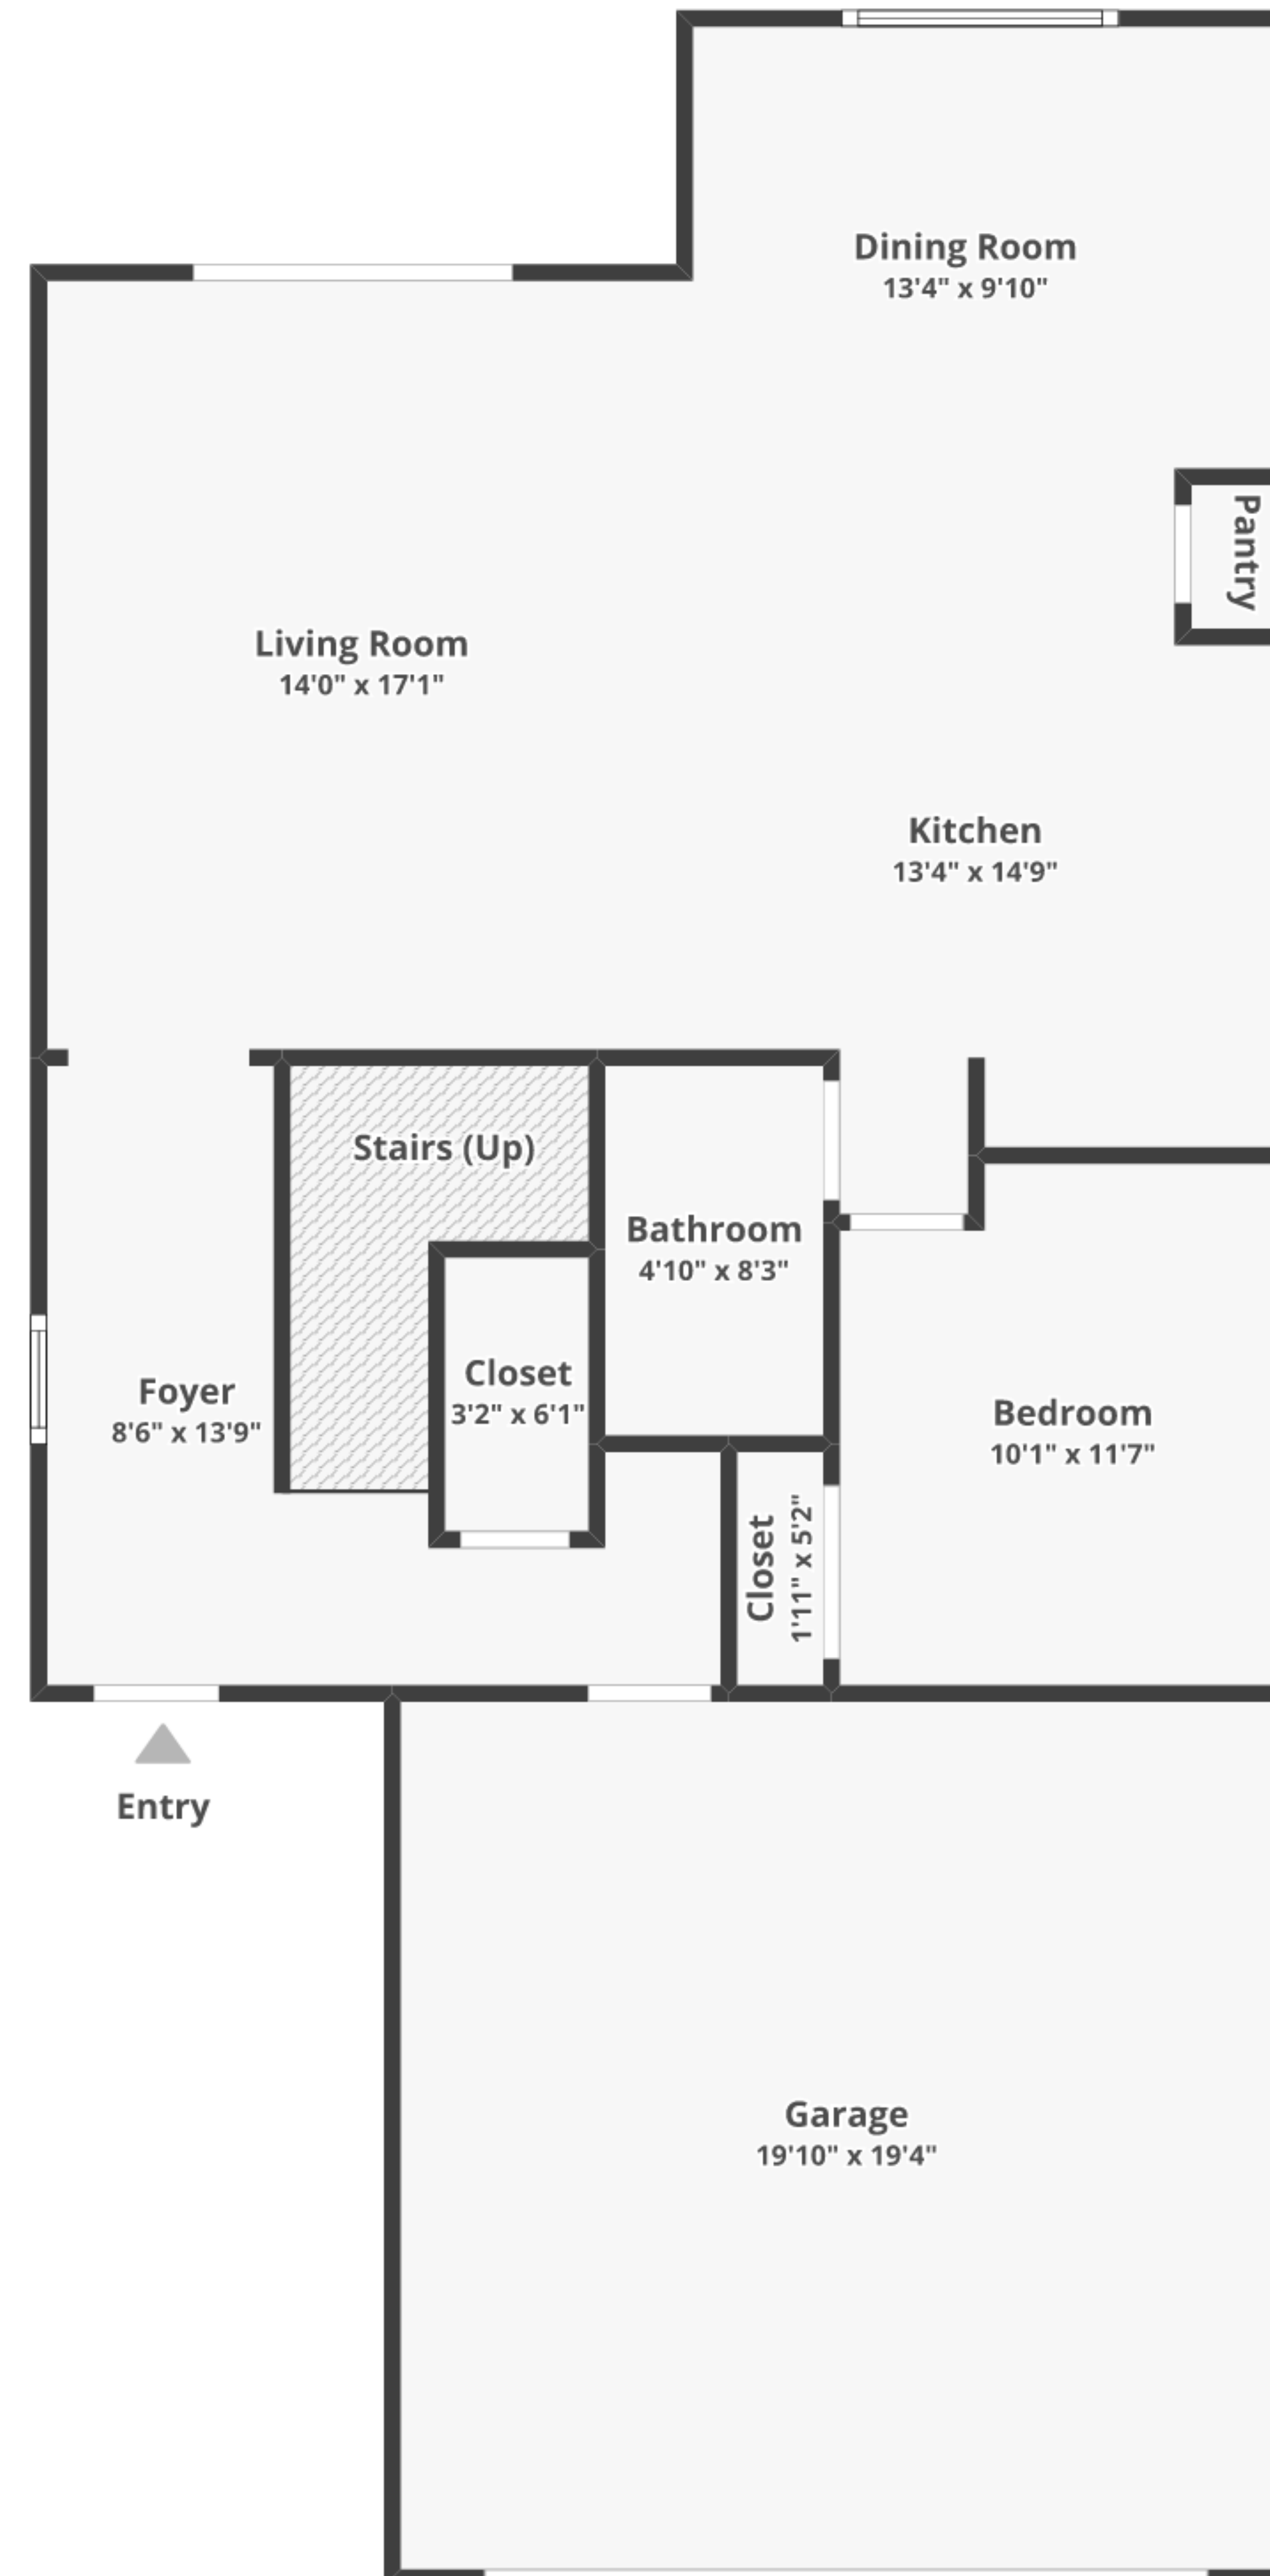 Dining Room
13'4" x 9'10"
Pantry
Living Room
14'0" x 17'1"
Kitchen
13'4" x 14'9"
Stairs (Up)
Bathroom
4'10" x 8'3"
Closet
3'2" x 6'1"
Foyer
8'6" x 13'9"
Bedroom
10'1" x 11'7"
Closet
1'11" x 5'2"
Entry
Garage
19'10" x 19'4"